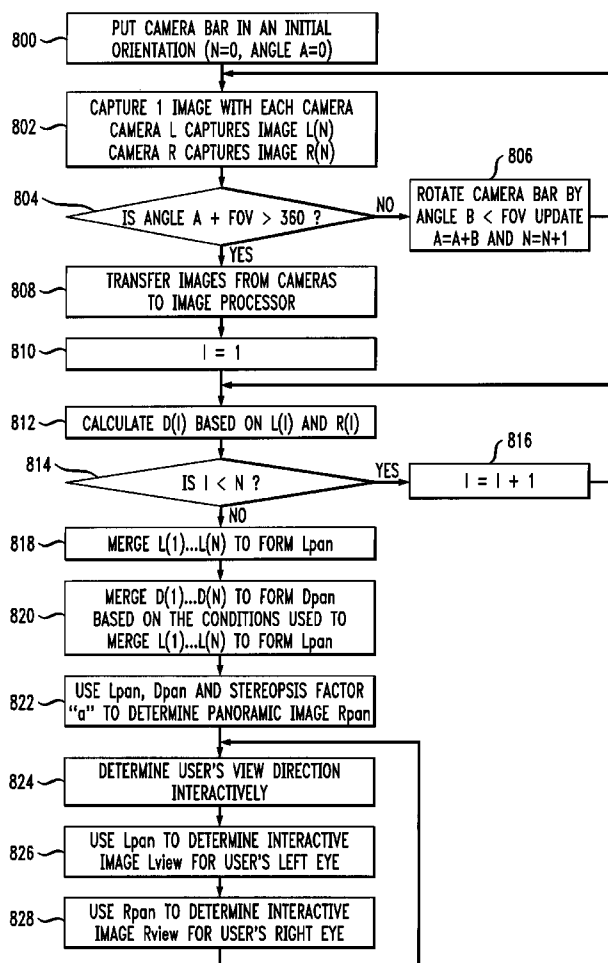 800
PUT CAMERA BAR IN AN INITIAL
ORIENTATION (N=0, ANGLE A=0)
802
CAPTURE 1 IMAGE WITH EACH CAMERA
CAMERA L CAPTURES IMAGE L(N)
CAMERA R CAPTURES IMAGE R(N)
804
IS ANGLE A + FOV > 360 ?
NO
806
ROTATE CAMERA BAR BY
ANGLE B < FOV UPDATE
A=A+B AND N=N+1
YES
808
TRANSFER IMAGES FROM CAMERAS
TO IMAGE PROCESSOR
810
I = 1
812
CALCULATE D(I) BASED ON L(I) AND R(I)
814
IS I < N ?
YES
816
I = I + 1
NO
818
MERGE L(1)...L(N) TO FORM Lpan
820
MERGE D(1)...D(N) TO FORM Dpan
BASED ON THE CONDITIONS USED TO
MERGE L(1)...L(N) TO FORM Lpan
822
USE Lpan, Dpan AND STEREOPSIS FACTOR
"a" TO DETERMINE PANORAMIC IMAGE Rpan
824
DETERMINE USER'S VIEW DIRECTION
INTERACTIVELY
826
USE Lpan TO DETERMINE INTERACTIVE
IMAGE Lview FOR USER'S LEFT EYE
828
USE Rpan TO DETERMINE INTERACTIVE
IMAGE Rview FOR USER'S RIGHT EYE